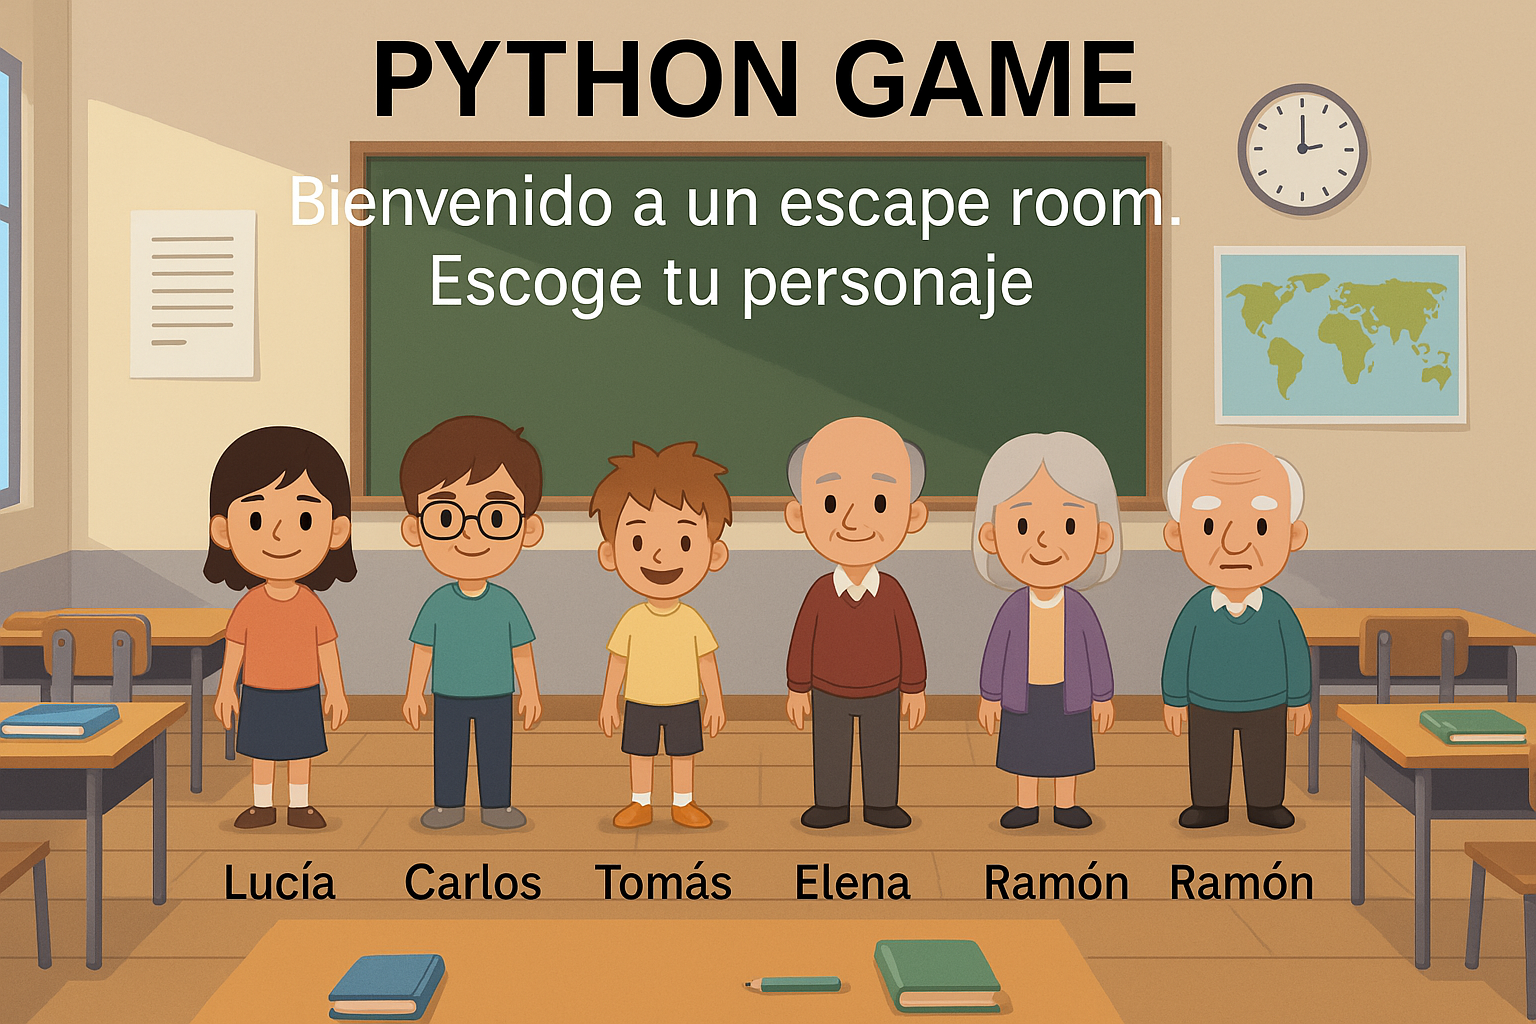 PYTHON GAME
Bienvenido a un escape room.
Escoge tu personaje
Lucía Carlos Tomás Elena Ramón Ramón